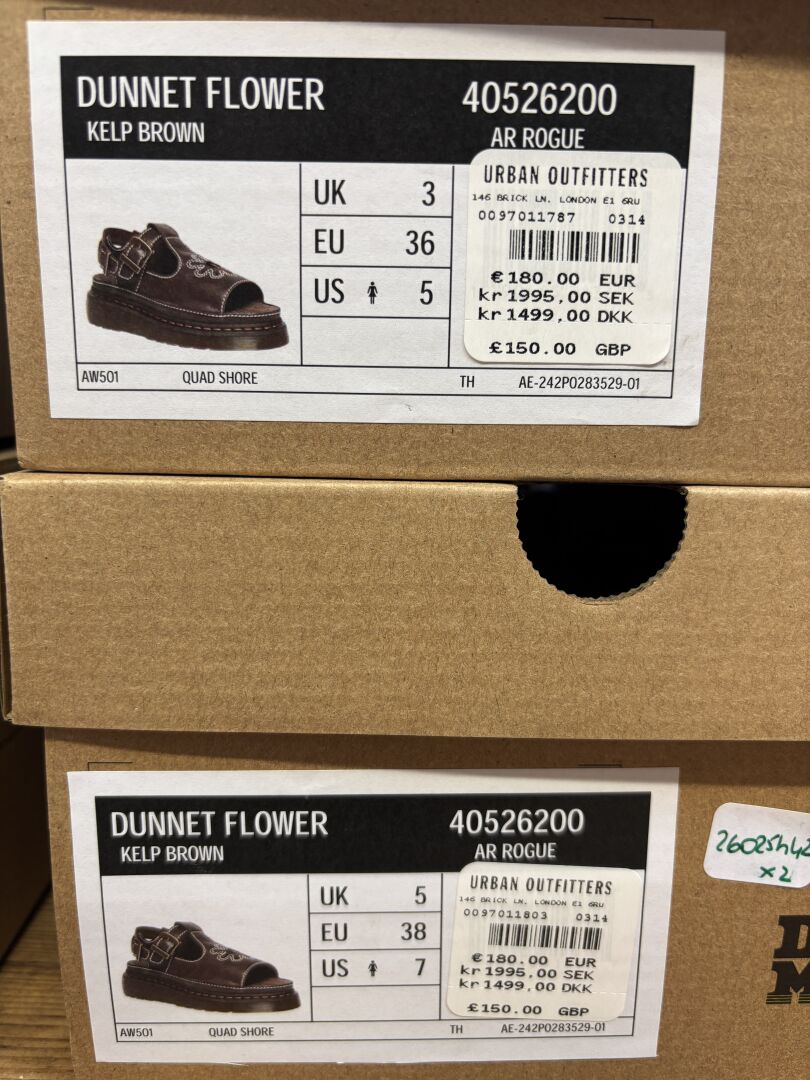 DUNNET FLOWER 40526200
KELP BROWN AR ROGUE
UK 3
EU 36
US 5
URBAN OUTFITTERS
146 BRICK LN. LONDON E1 6RU
0097011787 0314
€180.00 EUR
kr1995,00 SEK
kr1499,00 DKK
£150.00 GBP
AW501 QUAD SHORE TH AE-242P0283529-01
DUNNET FLOWER 40526200
KELP BROWN AR ROGUE
UK 5
EU 38
US 7
URBAN OUTFITTERS
146 BRICK LN. LONDON E1 6RU
0097011803 0314
€180.00 EUR
kr1995,00 SEK
kr1499,00 DKK
£150.00 GBP
AW501 QUAD SHORE TH AE-242P0283529-01
x2
D
M